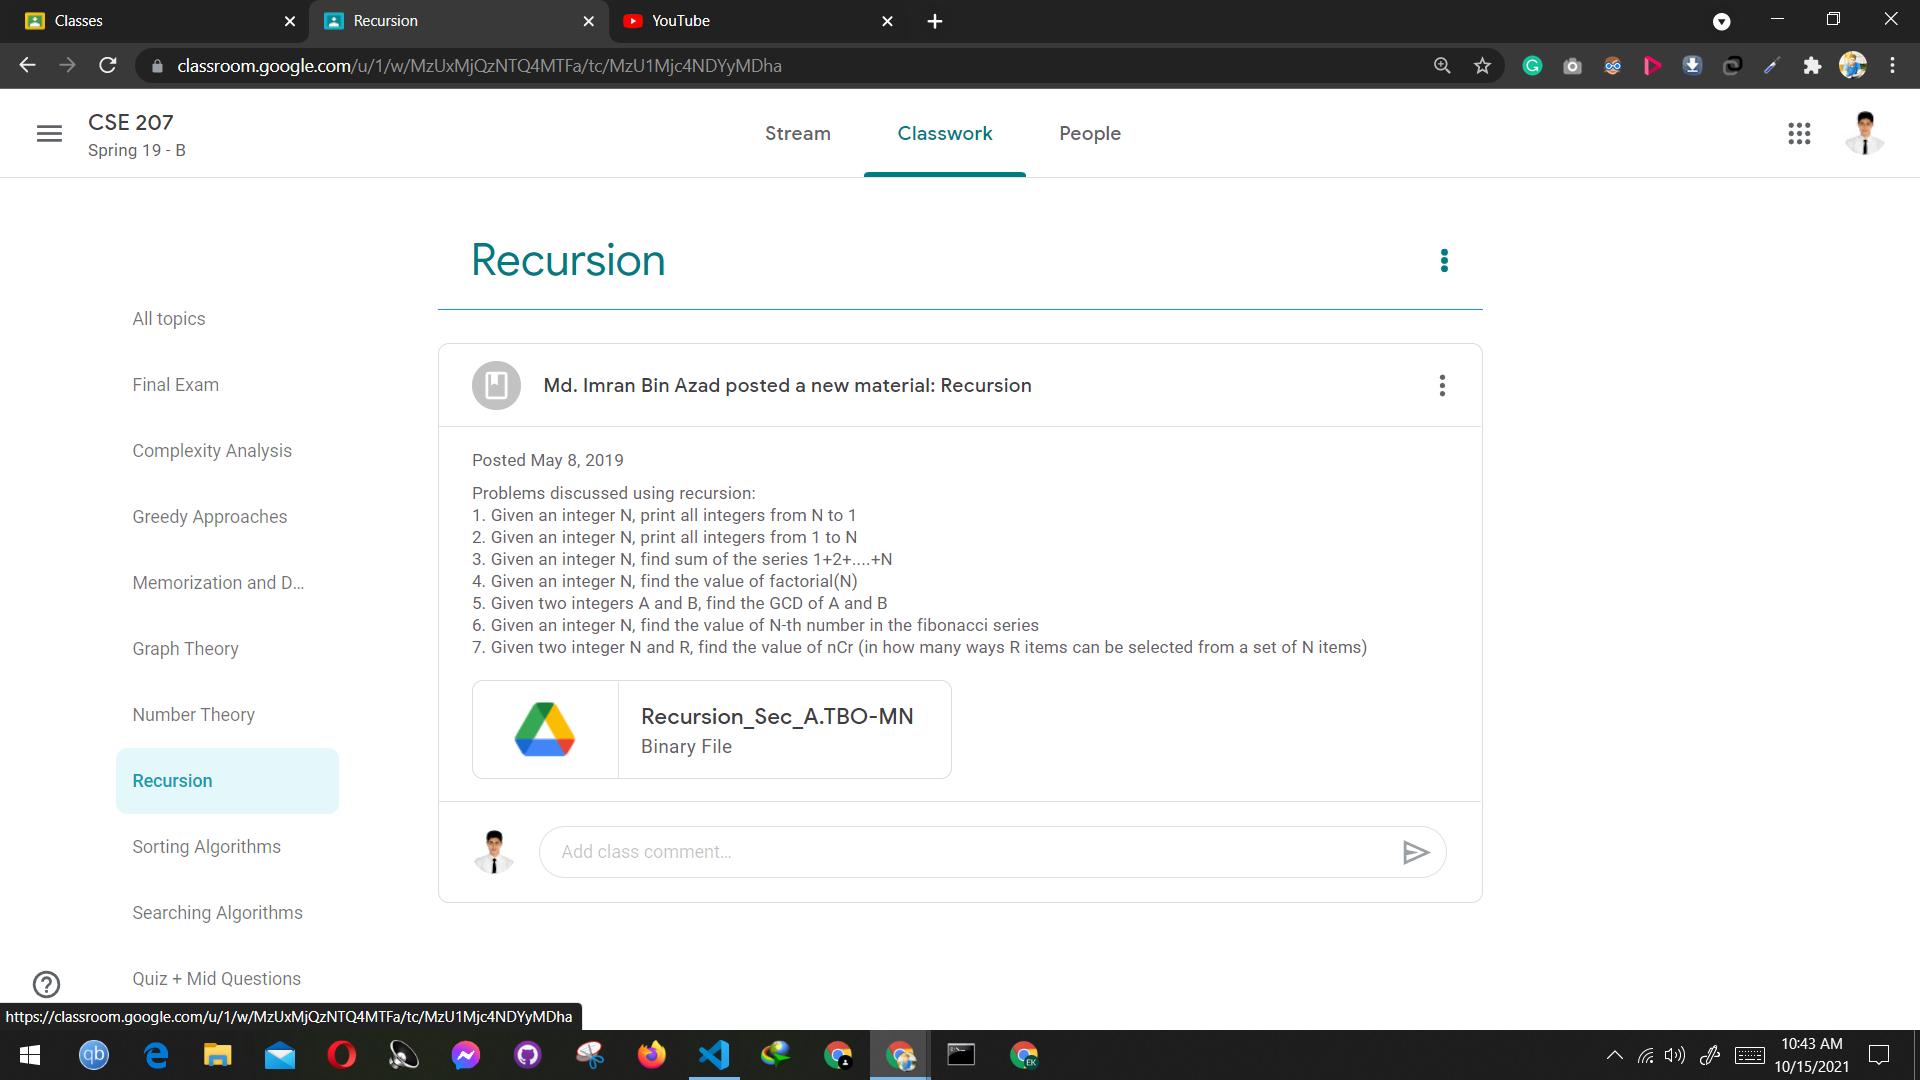 Classes
Recursion
YouTube
classroom.google.com/u/1/w/MzUxMjQzNTQ4MTFa/tc/MzU1Mjc4NDYyMDha
CSE 207
Spring 19 - B
Stream
Classwork
People
Recursion
All topics
Final Exam
Complexity Analysis
Greedy Approaches
Memorization and D...
Graph Theory
Number Theory
Recursion
Sorting Algorithms
Searching Algorithms
Quiz + Mid Questions
Md. Imran Bin Azad posted a new material: Recursion
Posted May 8, 2019
Problems discussed using recursion:
1. Given an integer N, print all integers from N to 1
2. Given an integer N, print all integers from 1 to N
3. Given an integer N, find sum of the series 1+2+....+N
4. Given an integer N, find the value of factorial(N)
5. Given two integers A and B, find the GCD of A and B
6. Given an integer N, find the value of N-th number in the fibonacci series
7. Given two integer N and R, find the value of nCr (in how many ways R items can be selected from a set of N items)
Recursion_Sec_A.TBO-MN
Binary File
Add class comment...
https://classroom.google.com/u/1/w/MzUxMjQzNTQ4MTFa/tc/MzU1Mjc4NDYyMDha
qb
EK
10:43 AM
10/15/2021